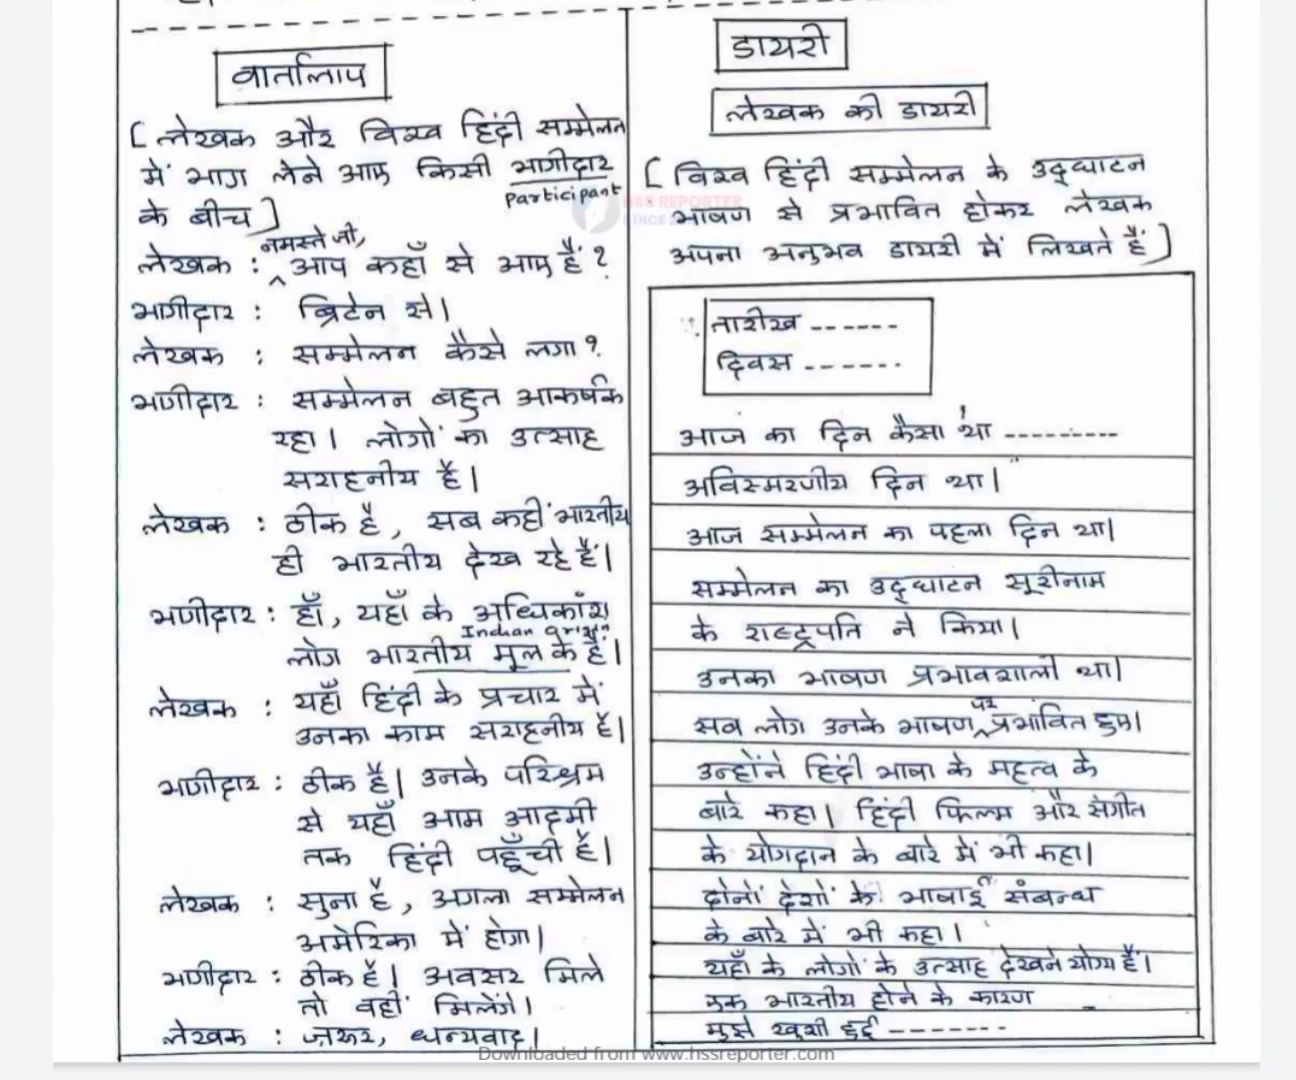 वार्तालाप
[लेखक और विश्व हिंदी सम्मेलन
में भाग लेने आए किसी भागीदार
participant
के बीच]
नमस्ते जी,
लेखक : आप कहाँ से आए हैं ?
भागीदार : ब्रिटेन से।
लेखक : सम्मेलन कैसे लगा ?
भागीदार : सम्मेलन बहुत आकर्षक
रहा। लोगों का उत्साह
सराहनीय है।
लेखक : ठीक है, सब कहीं भारतीय
ही भारतीय देख रहे हैं।
भगीदार : हाँ, यहाँ के अधिकांश
Indian origin
लोग भारतीय मूल के हैं।
लेखक : यहाँ हिंदी के प्रचार में
उनका काम सराहनीय है।
भगीदार : ठीक है। उनके परिश्रम
से यहाँ आम आदमी
तक हिंदी पहूँची है।
लेखक : सुना है, अगला सम्मेलन
अमेरिका में होगा।
भगीदार : ठीक है। अवसर मिले
तो वहीं मिलेंगे।
लेखक : ज़रूर, धन्यवाद।
डायरी
लेखक की डायरी
[विश्व हिंदी सम्मेलन के उद्घाटन
भाषण से प्रभावित होकर लेखक
अपना अनुभव डायरी में लिखते हैं]
तारीख ------
दिवस -------
आज का दिन कैसा था ---------
अविस्मरणीय दिन था।
आज सम्मेलन का पहला दिन था।
सम्मेलन का उद्घाटन सूरीनाम
के राष्ट्रपति ने किया।
उनका भाषण प्रभावशाली था।
पर
सब लोग उनके भाषण प्रभावित हुए।
उन्होंने हिंदी भाषा के महत्व के
बारे कहा। हिंदी फिल्म और संगीत
के योगदान के बारे में भी कहा।
दोनों देशों के भाषाई संबन्ध
के बारे में भी कहा।
यहाँ के लोगों के उत्साह देखने योग्य हैं।
एक भारतीय होने के कारण
मुझे खुशी हुई --------
HSS REPORTER
Downloaded from www.hssreporter.com